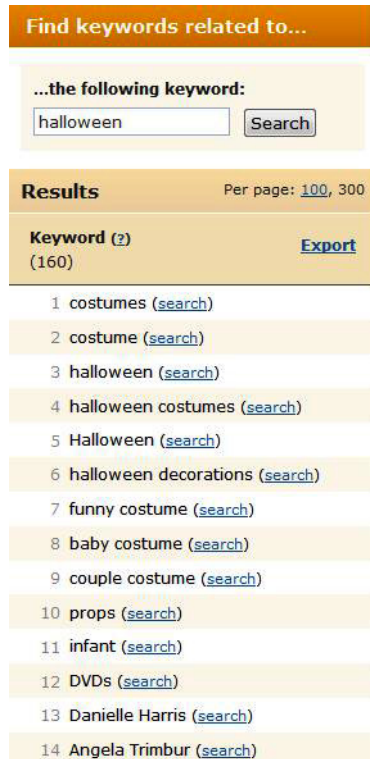 Find keywords related to...
...the following keyword:
halloween Search
Results Per page: 100, 300
Keyword (?)
(160) Export
1 costumes (search)
2 costume (search)
3 halloween (search)
4 halloween costumes (search)
5 Halloween (search)
6 halloween decorations (search)
7 funny costume (search)
8 baby costume (search)
9 couple costume (search)
10 props (search)
11 infant (search)
12 DVDs (search)
13 Danielle Harris (search)
14 Angela Trimbur (search)